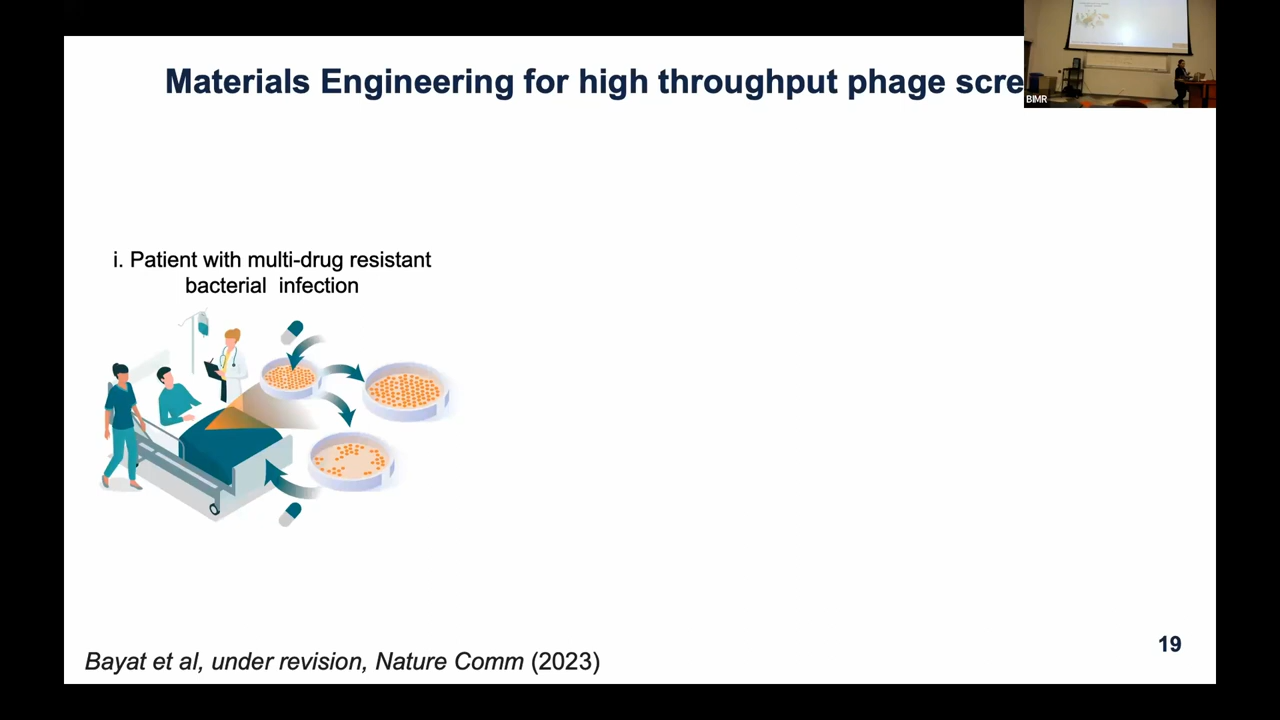 Materials Engineering for high throughput phage scre
BIMR
i. Patient with multi-drug resistant
bacterial infection
19
Bayat et al, under revision, Nature Comm (2023)